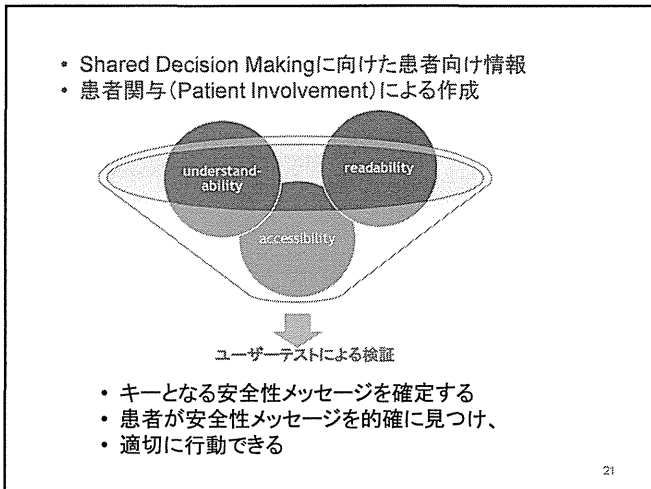 • Shared Decision Makingに向けた患者向け情報
• 患者関与(Patient Involvement)による作成
understand-
ability
readability
accessibility
ユーザーテストによる検証
• キーとなる安全性メッセージを確定する
• 患者が安全性メッセージを的確に見つけ、
• 適切に行動できる
21